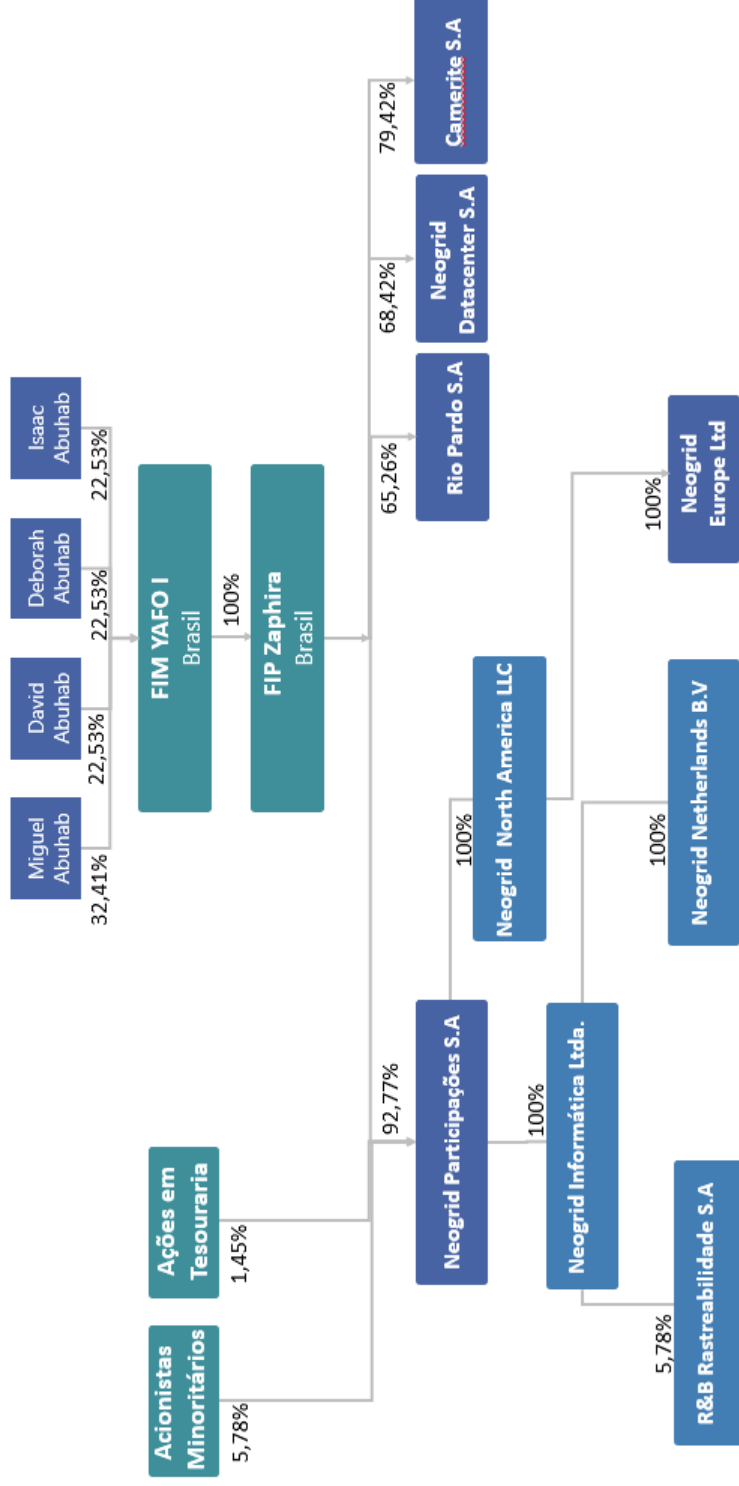 Miguel
Abuhab
David
Abuhab
Deborah
Abuhab
Isaac
Abuhab
32,41%
22,53%
22,53%
22,53%
FIM YAFO I
Brasil
100%
FIP Zaphira
Brasil
Acionistas
Minoritários
Ações em
Tesouraria
5,78%
1,45%
92,77%
65,26%
68,42%
79,42%
Neogrid Participações S.A
Rio Pardo S.A
Neogrid
Datacenter S.A
Camerite S.A
100%
Neogrid North America LLC
100%
Neogrid Informática Ltda.
5,78%
100%
100%
R&B Rastreabilidade S.A
Neogrid Netherlands B.V
Neogrid
Europe Ltd